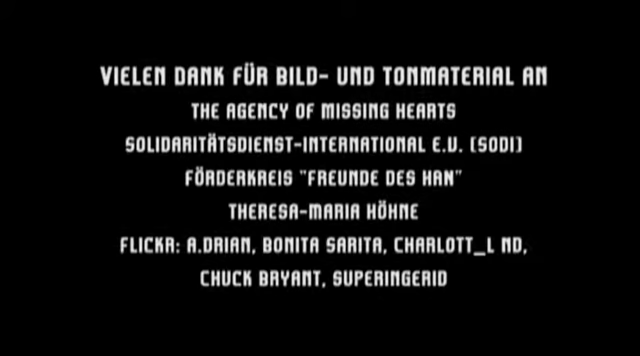 VIELEN DANK FÜR BILD- UND TONMATERIAL AN
THE AGENCY OF MISSING HEARTS
SOLIDARITÄTSDIENST-INTERNATIONAL E.V. (SODI)
FÖRDERKREIS "FREUNDE DES HAN"
THERESA-MARIA HÖHNE
FLICKR: A.DRIAN, BONITA SARITA, CHARLOTT_L ND,
CHUCK BRYANT, SUPERINGERID